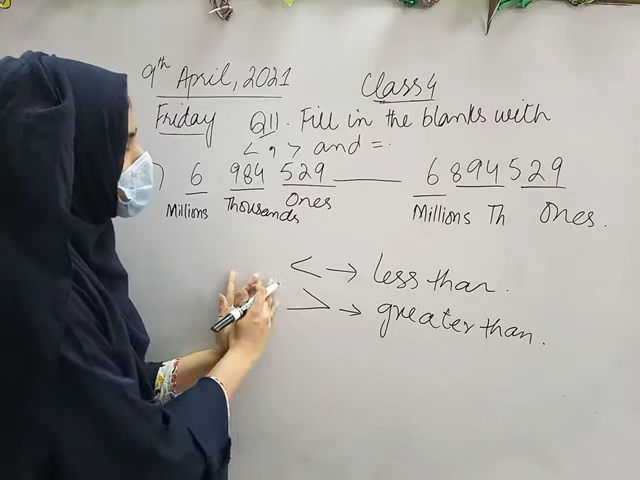 9th April, 2021 Class 4
Friday Q11. Fill in the blanks with
< , > and =.
) 6 984 529 ______ 6 894 529
Millions Thousands Ones Millions Th Ones.
< → less than.
> → greater than.